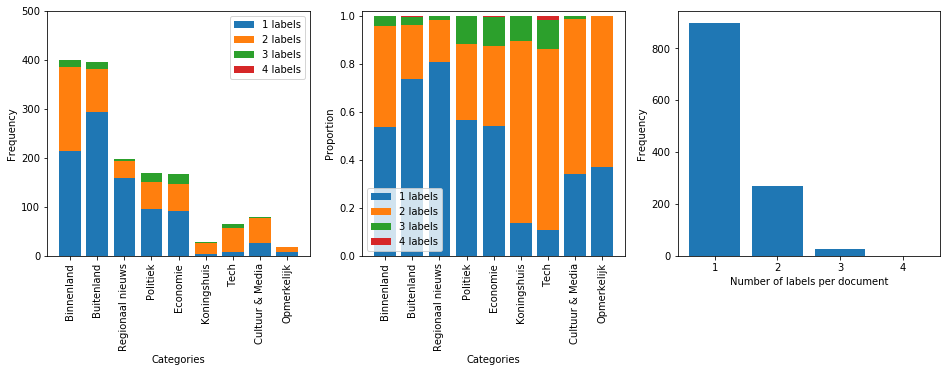 500
400
300
200
100
0
Frequency
1 labels
2 labels
3 labels
4 labels
Binnenland
Buitenland
Regionaal nieuws
Politiek
Economie
Koningshuis
Tech
Cultuur & Media
Opmerkelijk
Categories
1.0
0.8
0.6
0.4
0.2
0.0
Proportion
1 labels
2 labels
3 labels
4 labels
Binnenland
Buitenland
Regionaal nieuws
Politiek
Economie
Koningshuis
Tech
Cultuur & Media
Opmerkelijk
Categories
800
600
400
200
0
Frequency
1 2 3 4
Number of labels per document